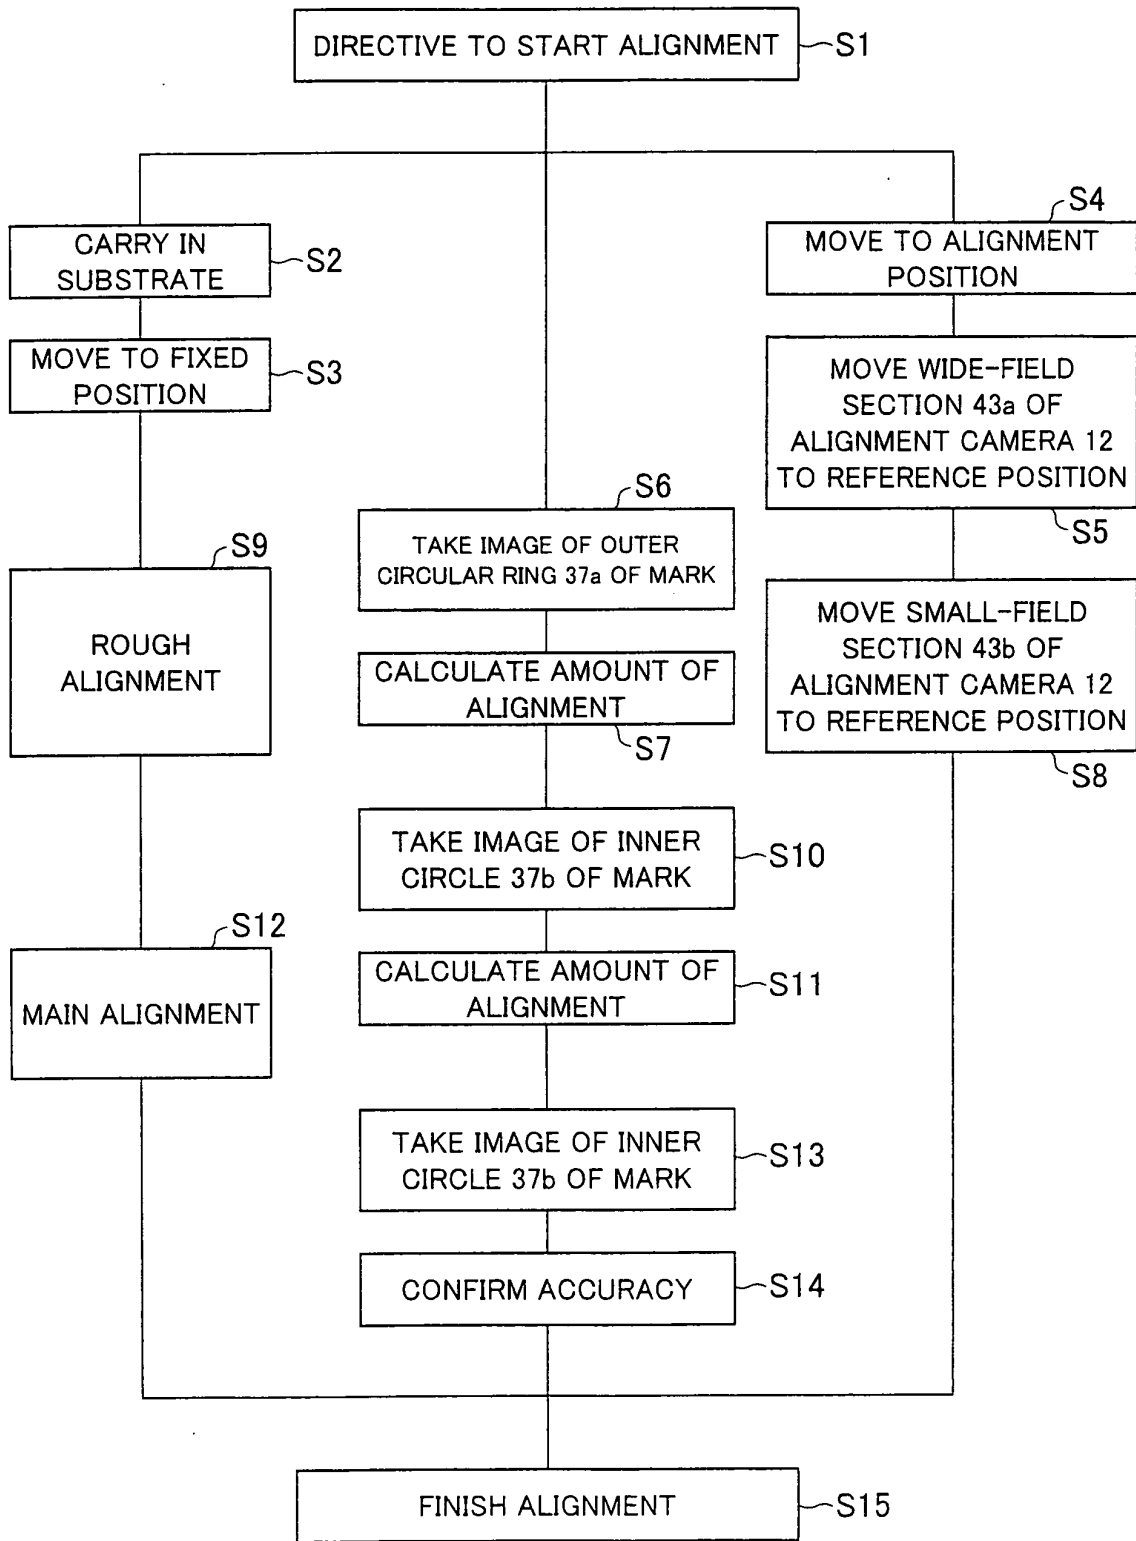 DIRECTIVE TO START ALIGNMENT
S1
CARRY IN
SUBSTRATE
S2
MOVE TO FIXED
POSITION
S3
S4
MOVE TO ALIGNMENT
POSITION
MOVE WIDE-FIELD
SECTION 43a OF
ALIGNMENT CAMERA 12
TO REFERENCE POSITION
S5
S6
TAKE IMAGE OF OUTER
CIRCULAR RING 37a OF MARK
CALCULATE AMOUNT OF
ALIGNMENT
S7
MOVE SMALL-FIELD
SECTION 43b OF
ALIGNMENT CAMERA 12
TO REFERENCE POSITION
S8
S9
ROUGH
ALIGNMENT
TAKE IMAGE OF INNER
CIRCLE 37b OF MARK
S10
CALCULATE AMOUNT OF
ALIGNMENT
S11
S12
MAIN ALIGNMENT
TAKE IMAGE OF INNER
CIRCLE 37b OF MARK
S13
CONFIRM ACCURACY
S14
FINISH ALIGNMENT
S15